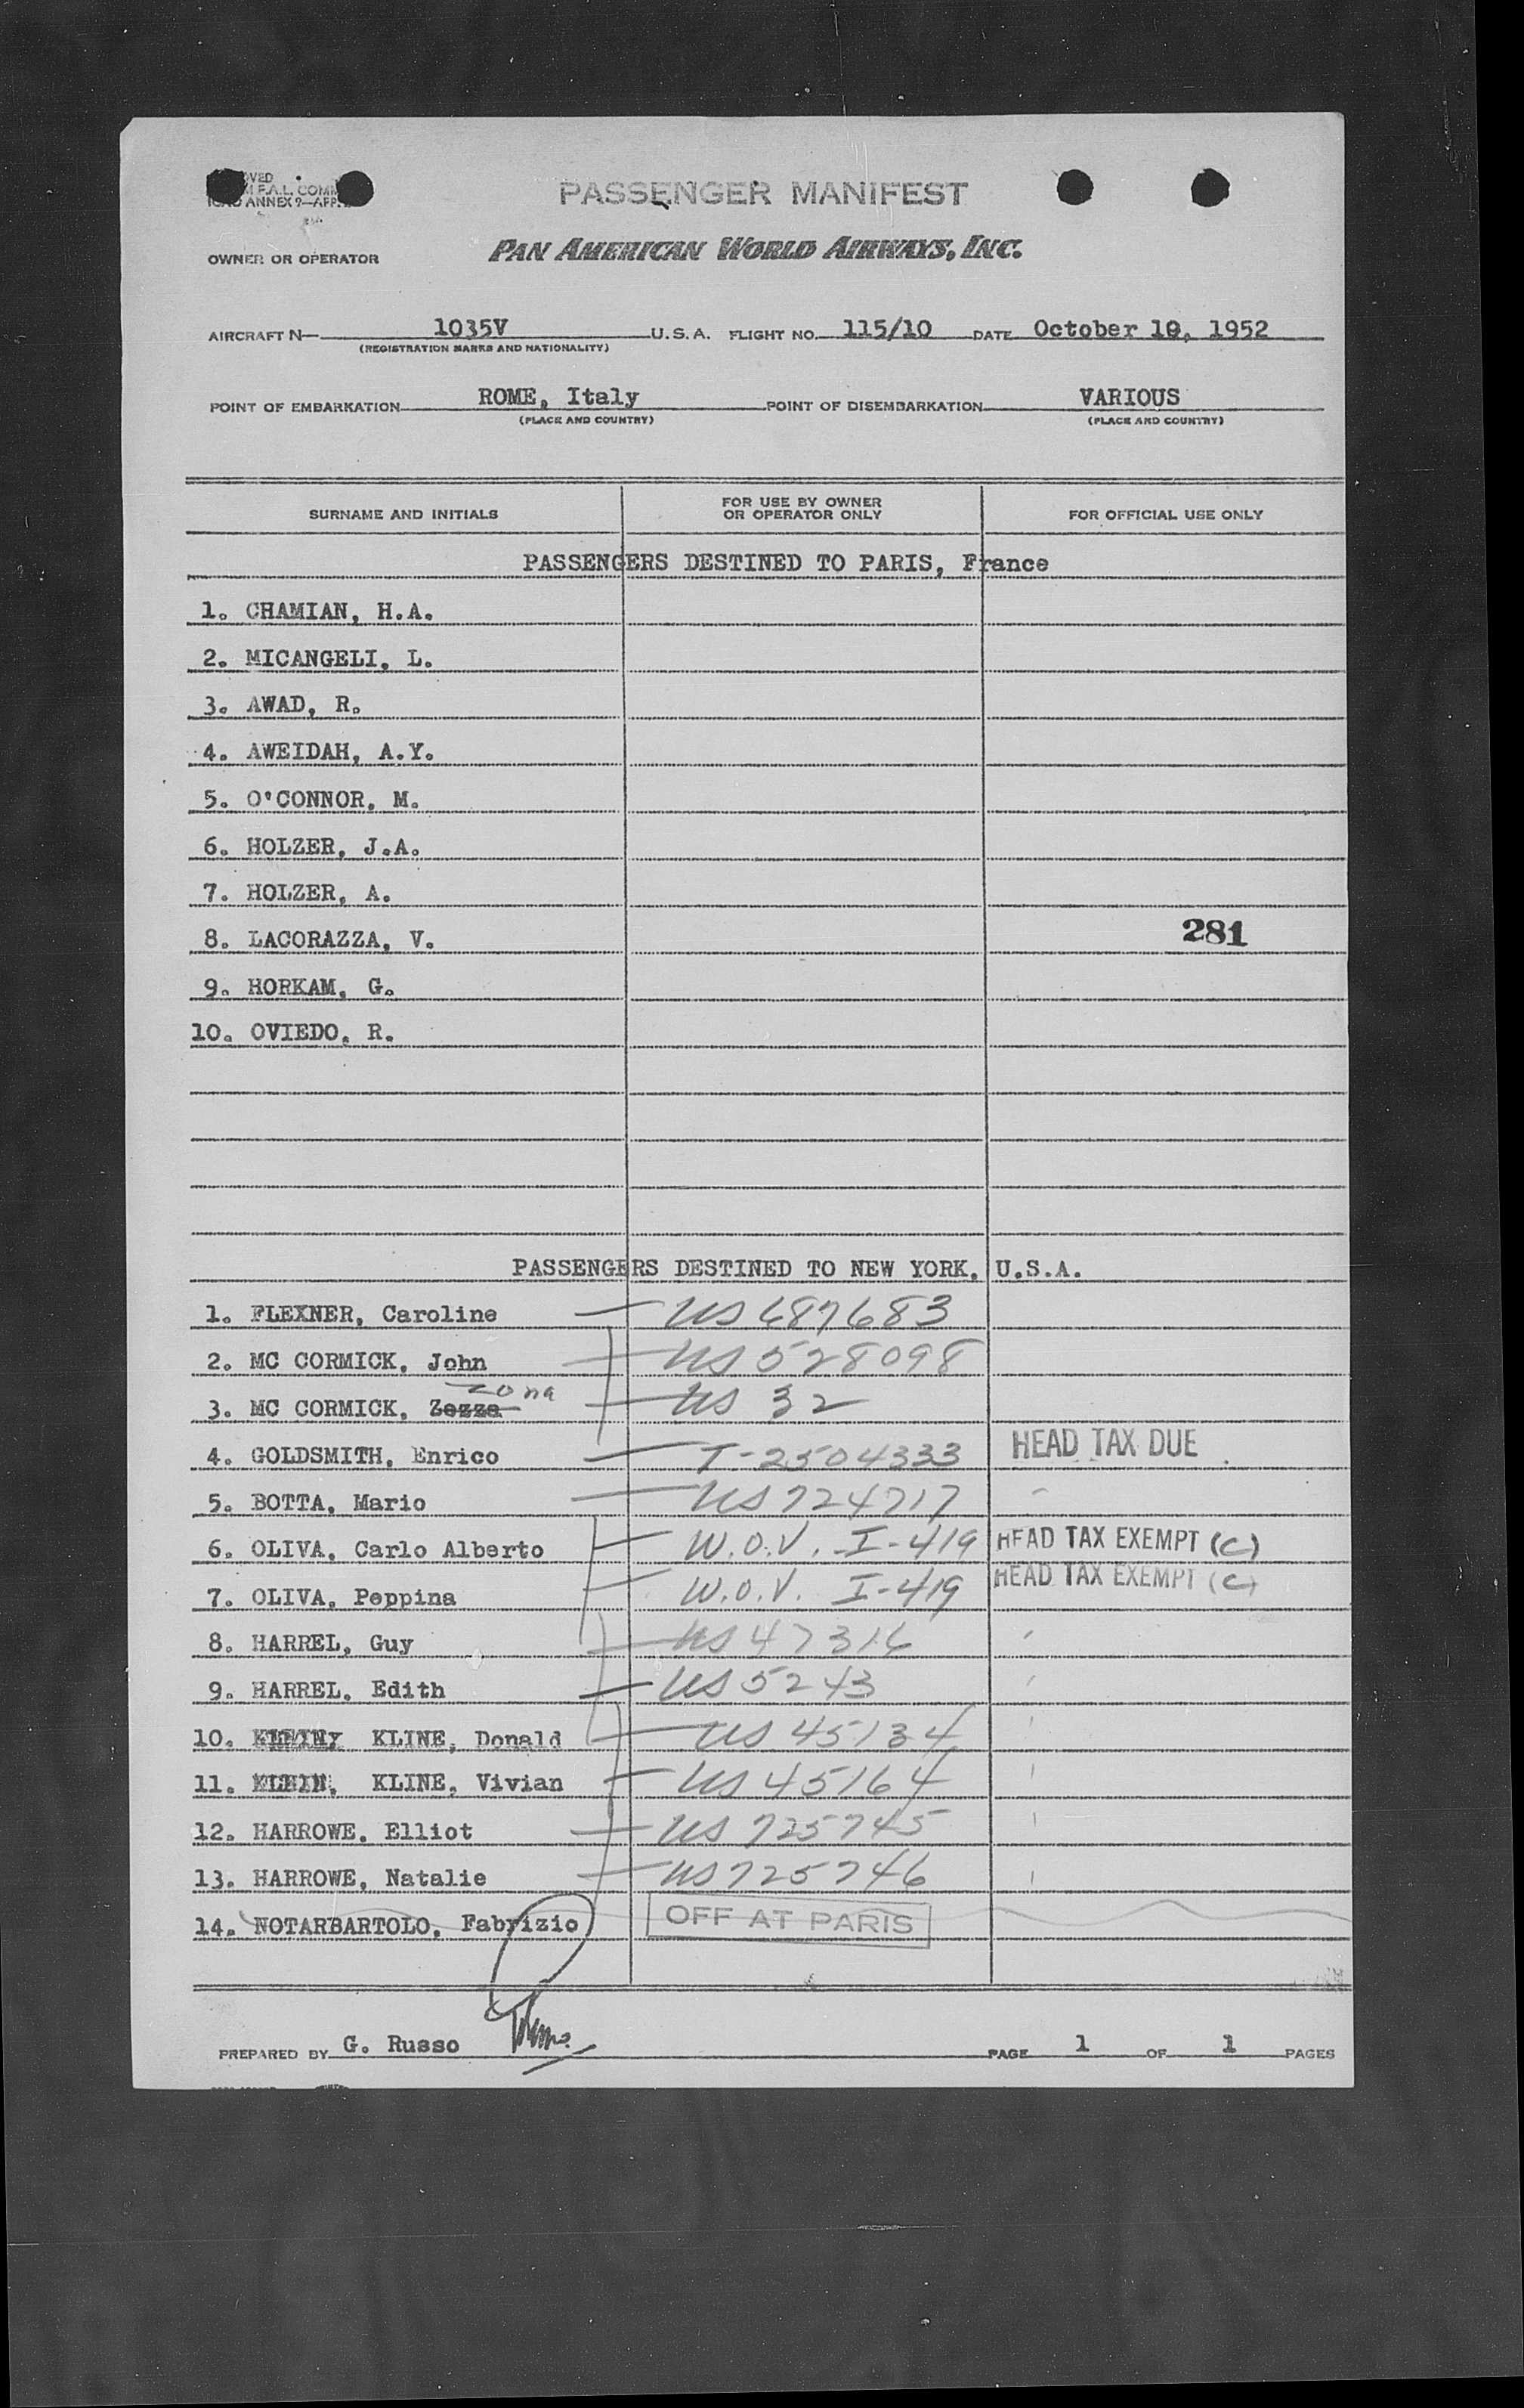 PASSENGER MANIFEST
ANNEX 9—APP.
OWNER OR OPERATOR PAN AMERICAN WORLD AIRWAYS, INC.
AIRCRAFT N— 1035V U.S.A. FLIGHT NO. 115/10 DATE October 10, 1952
(REGISTRATION MARKS AND NATIONALITY)
POINT OF EMBARKATION ROME, Italy POINT OF DISEMBARKATION VARIOUS
(PLACE AND COUNTRY) (PLACE AND COUNTRY)
SURNAME AND INITIALS FOR USE BY OWNER OR OPERATOR ONLY FOR OFFICIAL USE ONLY
PASSENGERS DESTINED TO PARIS, France
1. CHAMIAN, H.A.
2. MICANGELI, L.
3. AWAD, R.
4. AWEIDAH, A.Y.
5. O'CONNOR, M.
6. HOLZER, J.A.
7. HOLZER, A.
8. LACORAZZA, V. 281
9. HORKAM, G.
10. OVIEDO, R.
PASSENGERS DESTINED TO NEW YORK, U.S.A.
1. FLEXNER, Caroline — US 687683
2. MC CORMICK, John — US 528098
Zona
3. MC CORMICK, Zezza — US 32
4. GOLDSMITH, Enrico — T-2504333 HEAD TAX DUE
5. BOTTA, Mario — US 724717
6. OLIVA, Carlo Alberto — W.O.V. I-419 HEAD TAX EXEMPT (C)
7. OLIVA, Peppina — W.O.V. I-419 HEAD TAX EXEMPT (C)
8. HARREL, Guy — US 47316
9. HARREL, Edith — US 5243
10. KLINE, Donald — US 45134
11. KLEIN, KLINE, Vivian — US 45164
12. HARROWE, Elliot — US 725745
13. HARROWE, Natalie — US 725746
14. NOTARBARTOLO, Fabrizio OFF AT PARIS
PREPARED BY G. Russo PAGE 1 OF 1 PAGES